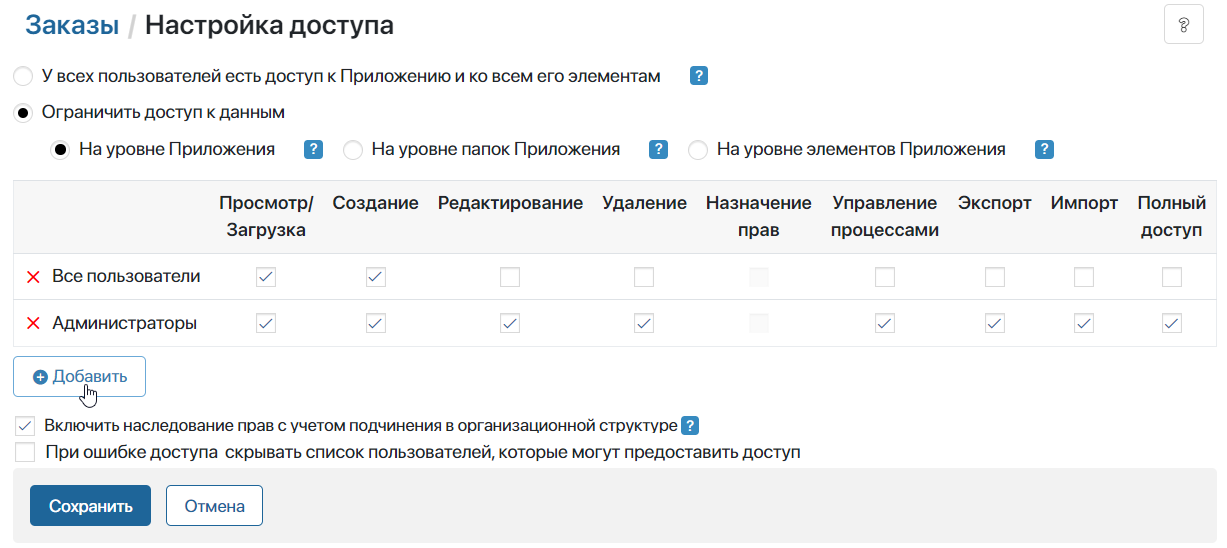 Заказы / Настройка доступа
?
У всех пользователей есть доступ к Приложению и ко всем его элементам ?
Ограничить доступ к данным
На уровне Приложения ? На уровне папок Приложения ? На уровне элементов Приложения ?
Просмотр/ Создание Редактирование Удаление Назначение Управление Экспорт Импорт Полный
Загрузка прав процессами доступ
Все пользователи
Администраторы
Добавить
Включить наследование прав с учетом подчинения в организационной структуре ?
При ошибке доступа скрывать список пользователей, которые могут предоставить доступ
Сохранить Отмена